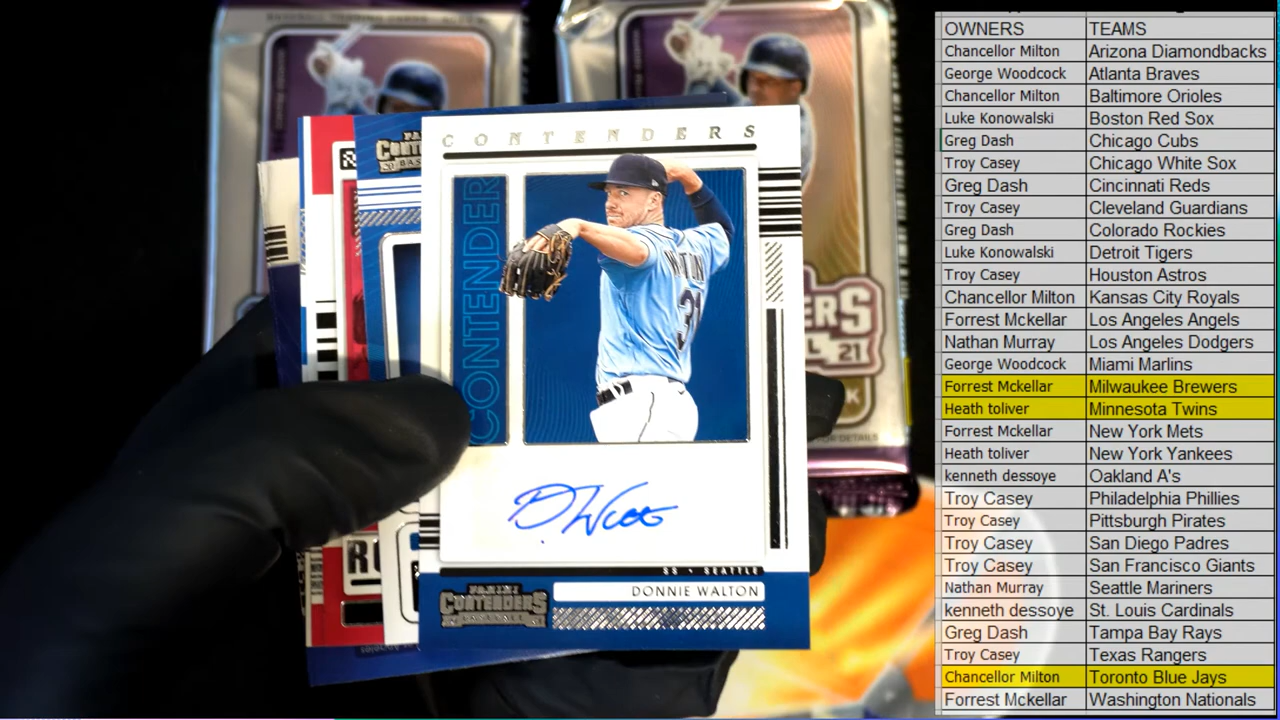 CONTENDERS
CONTENDER
WALTON
31
SS • SEATTLE
DONNIE WALTON
PANINI
CONTENDERS
BASEBALL
OWNERS TEAMS
Chancellor Milton Arizona Diamondbacks
George Woodcock Atlanta Braves
Chancellor Milton Baltimore Orioles
Luke Konowalski Boston Red Sox
Greg Dash Chicago Cubs
Troy Casey Chicago White Sox
Greg Dash Cincinnati Reds
Troy Casey Cleveland Guardians
Greg Dash Colorado Rockies
Luke Konowalski Detroit Tigers
Troy Casey Houston Astros
Chancellor Milton Kansas City Royals
Forrest Mckellar Los Angeles Angels
Nathan Murray Los Angeles Dodgers
George Woodcock Miami Marlins
Forrest Mckellar Milwaukee Brewers
Heath toliver Minnesota Twins
Forrest Mckellar New York Mets
Heath toliver New York Yankees
kenneth dessoye Oakland A's
Troy Casey Philadelphia Phillies
Troy Casey Pittsburgh Pirates
Troy Casey San Diego Padres
Troy Casey San Francisco Giants
Nathan Murray Seattle Mariners
kenneth dessoye St. Louis Cardinals
Greg Dash Tampa Bay Rays
Troy Casey Texas Rangers
Chancellor Milton Toronto Blue Jays
Forrest Mckellar Washington Nationals